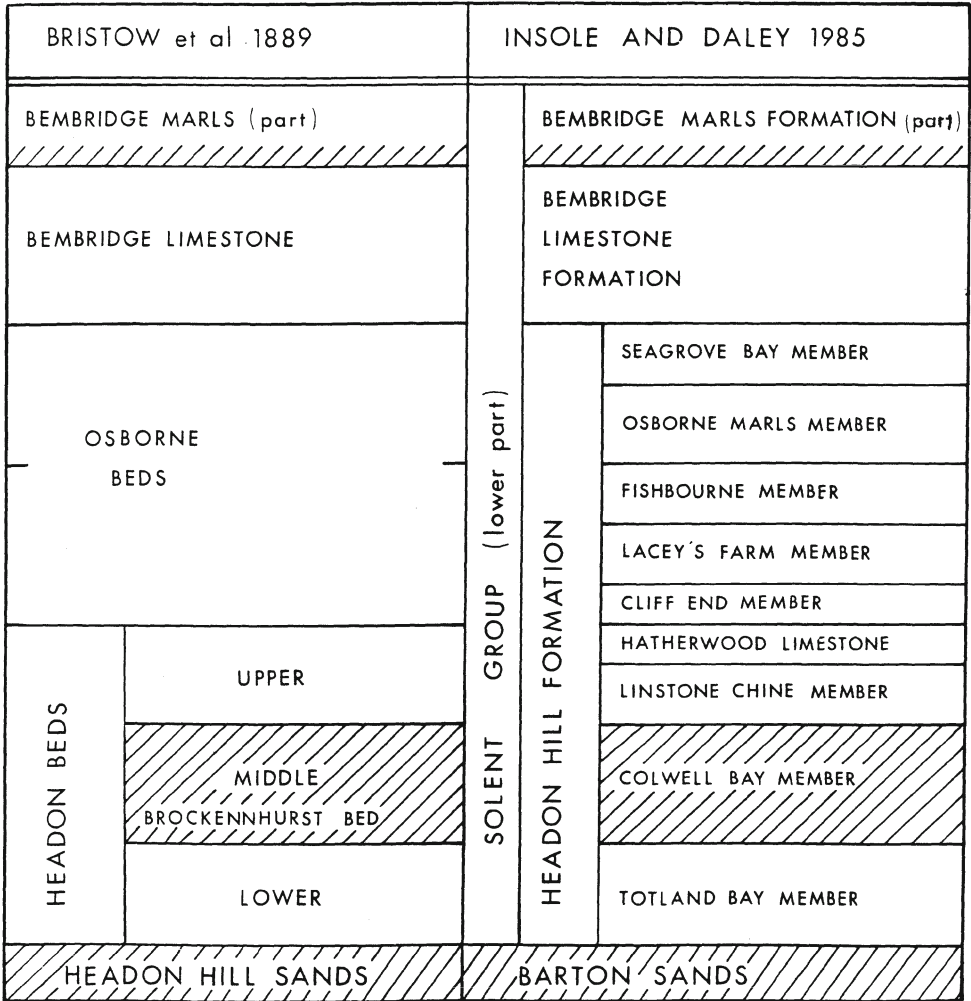 BRISTOW et al 1889
INSOLE AND DALEY 1985
BEMBRIDGE MARLS (part)
BEMBRIDGE LIMESTONE
OSBORNE
BEDS
HEADON BEDS
UPPER
MIDDLE
BROCKENNHURST BED
LOWER
HEADON HILL SANDS
SOLENT GROUP (lower part)
BEMBRIDGE MARLS FORMATION (part)
BEMBRIDGE
LIMESTONE
FORMATION
HEADON HILL FORMATION
SEAGROVE BAY MEMBER
OSBORNE MARLS MEMBER
FISHBOURNE MEMBER
LACEY'S FARM MEMBER
CLIFF END MEMBER
HATHERWOOD LIMESTONE
LINSTONE CHINE MEMBER
COLWELL BAY MEMBER
TOTLAND BAY MEMBER
BARTON SANDS